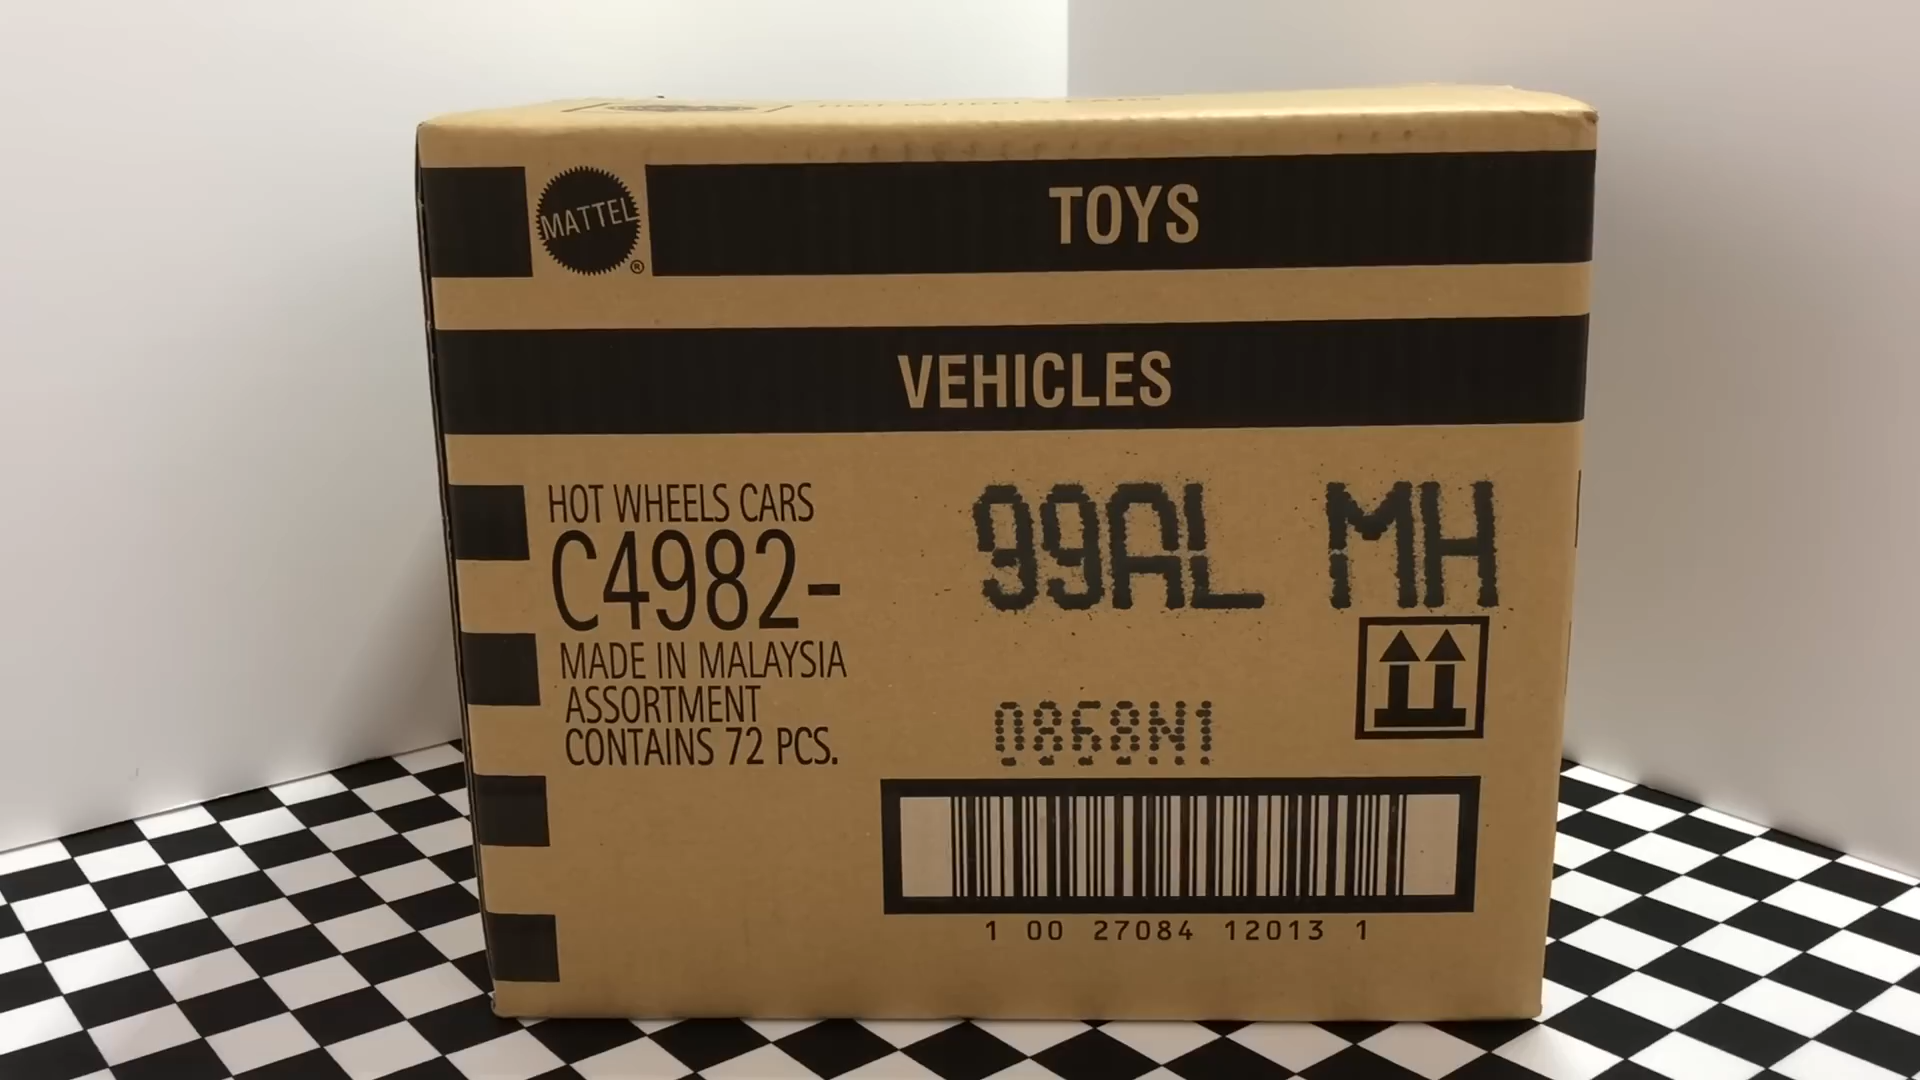 MATTEL
®
TOYS
VEHICLES
HOT WHEELS CARS
C4982-
MADE IN MALAYSIA
ASSORTMENT
CONTAINS 72 PCS.
99AL MH
0868N1
1 00 27084 12013 1